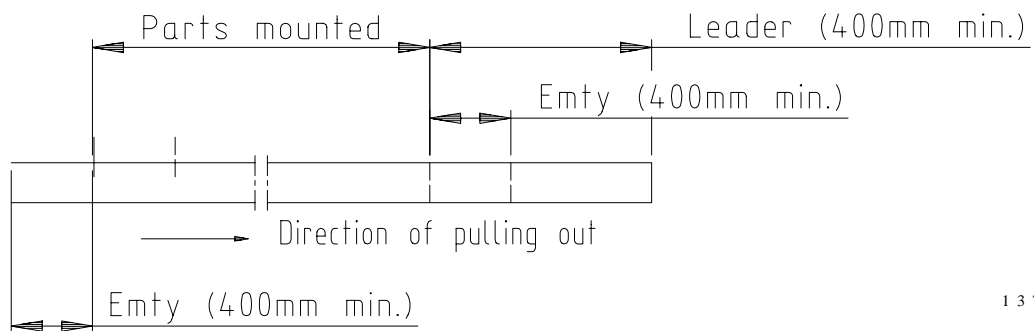 Parts mounted
Leader (400mm min.)
Emty (400mm min.)
Direction of pulling out
Emty (400mm min.)